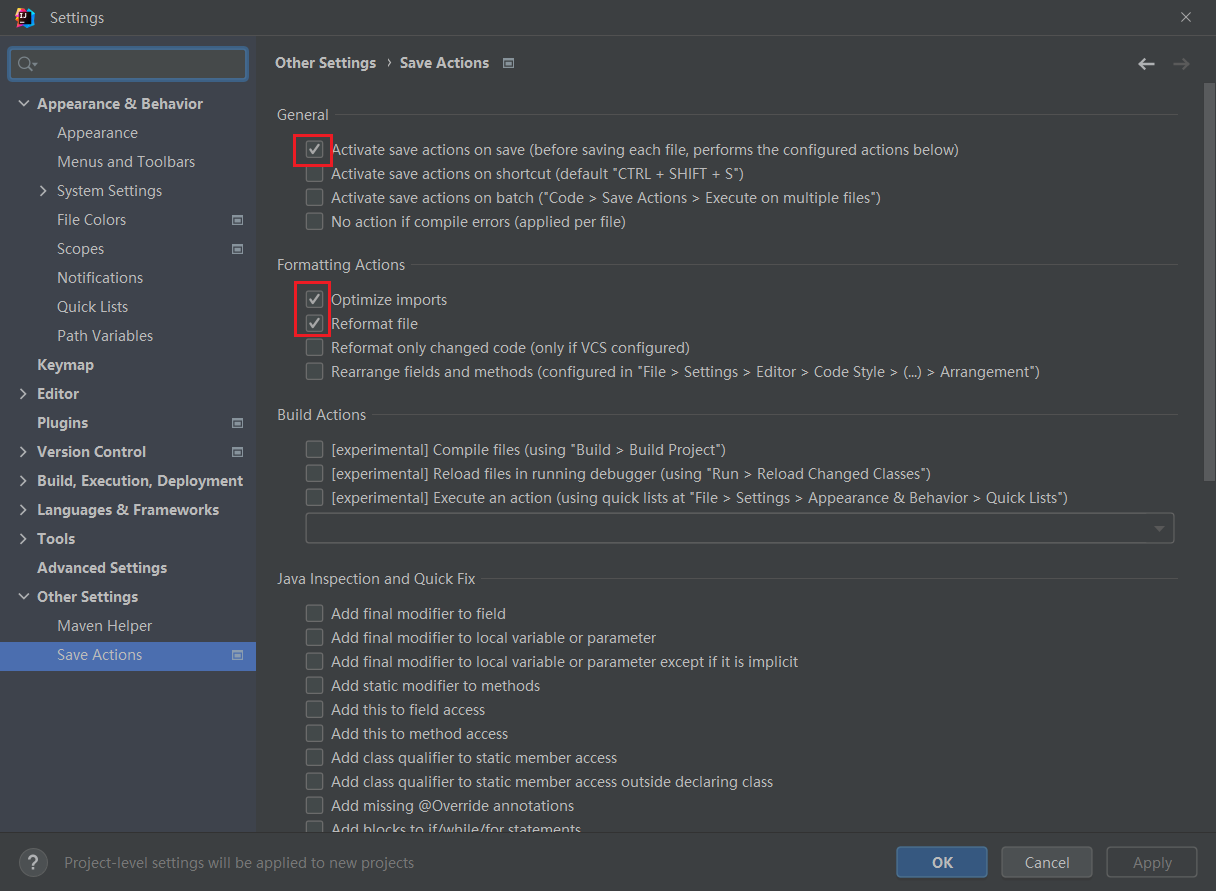 Settings
Other Settings › Save Actions
Appearance & Behavior
Appearance
Menus and Toolbars
System Settings
File Colors
Scopes
Notifications
Quick Lists
Path Variables
Keymap
Editor
Plugins
Version Control
Build, Execution, Deployment
Languages & Frameworks
Tools
Advanced Settings
Other Settings
Maven Helper
Save Actions
General
Activate save actions on save (before saving each file, performs the configured actions below)
Activate save actions on shortcut (default "CTRL + SHIFT + S")
Activate save actions on batch ("Code > Save Actions > Execute on multiple files")
No action if compile errors (applied per file)
Formatting Actions
Optimize imports
Reformat file
Reformat only changed code (only if VCS configured)
Rearrange fields and methods (configured in "File > Settings > Editor > Code Style > (...) > Arrangement")
Build Actions
[experimental] Compile files (using "Build > Build Project")
[experimental] Reload files in running debugger (using "Run > Reload Changed Classes")
[experimental] Execute an action (using quick lists at "File > Settings > Appearance & Behavior > Quick Lists")
Java Inspection and Quick Fix
Add final modifier to field
Add final modifier to local variable or parameter
Add final modifier to local variable or parameter except if it is implicit
Add static modifier to methods
Add this to field access
Add this to method access
Add class qualifier to static member access
Add class qualifier to static member access outside declaring class
Add missing @Override annotations
Add blocks to if/while/for statements
? Project-level settings will be applied to new projects
OK
Cancel
Apply